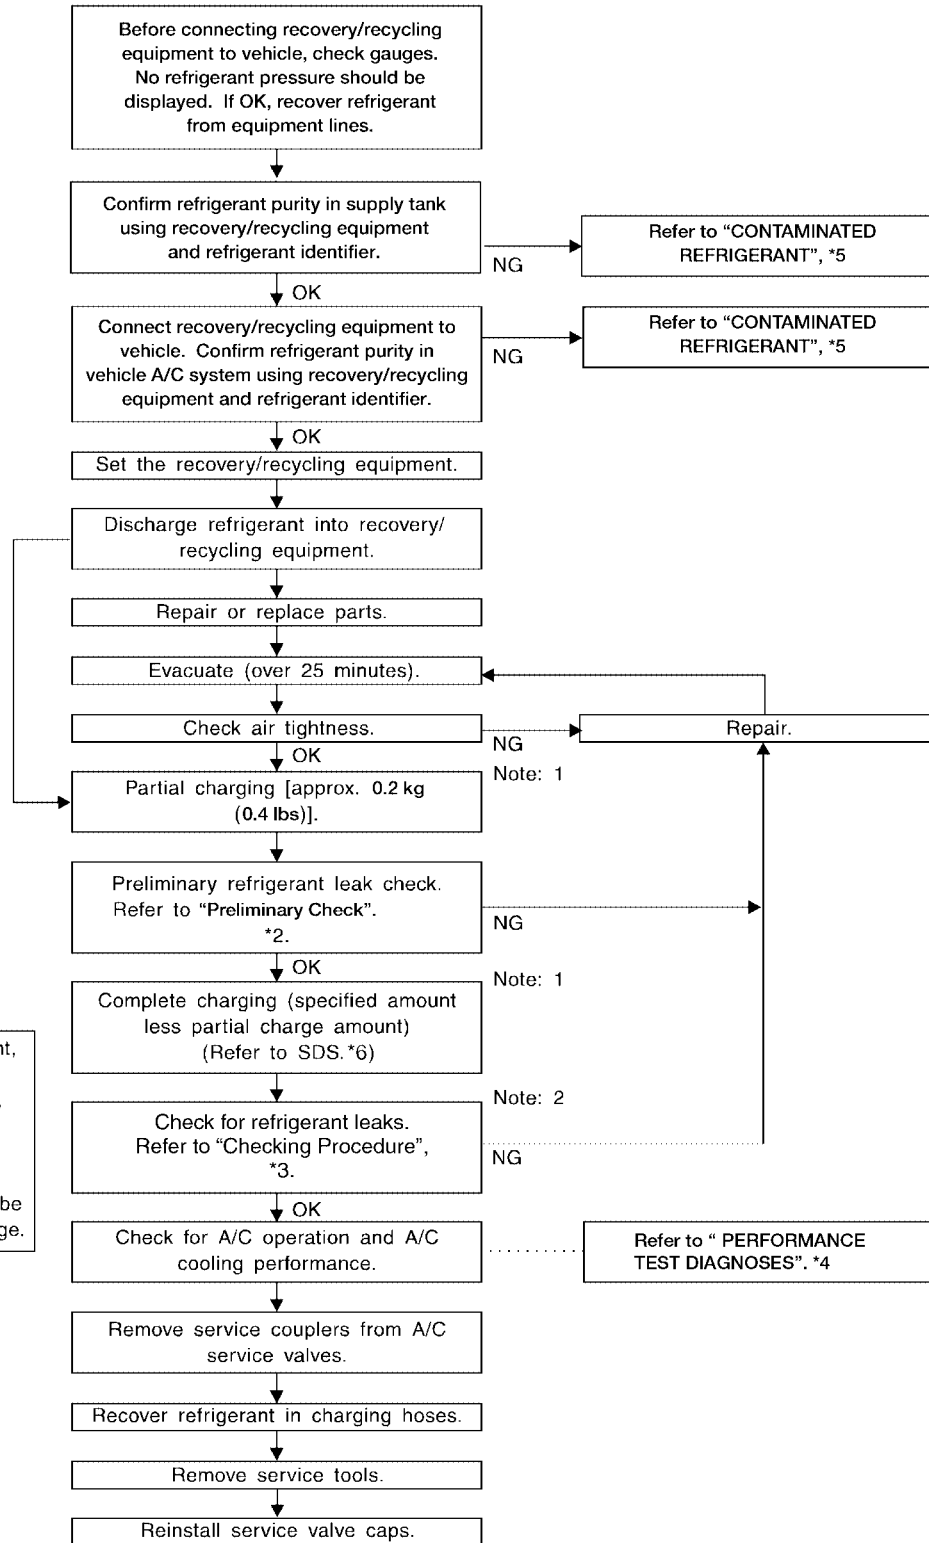 Before connecting recovery/recycling
equipment to vehicle, check gauges.
No refrigerant pressure should be
displayed. If OK, recover refrigerant
from equipment lines.
Confirm refrigerant purity in supply tank
using recovery/recycling equipment
and refrigerant identifier.
NG
Refer to “CONTAMINATED
REFRIGERANT”, *5
OK
Connect recovery/recycling equipment to
vehicle. Confirm refrigerant purity in
vehicle A/C system using recovery/recycling
equipment and refrigerant identifier.
NG
Refer to “CONTAMINATED
REFRIGERANT”, *5
OK
Set the recovery/recycling equipment.
Discharge refrigerant into recovery/
recycling equipment.
Repair or replace parts.
Evacuate (over 25 minutes).
Check air tightness.
NG
Repair.
OK
Note: 1
Partial charging [approx. 0.2 kg
(0.4 lbs)].
Preliminary refrigerant leak check.
Refer to “Preliminary Check”.
*2.
NG
OK
Note: 1
Complete charging (specified amount
less partial charge amount)
(Refer to SDS.*6)
Note: 2
Check for refrigerant leaks.
Refer to “Checking Procedure”,
*3.
NG
OK
be
Check for A/C operation and A/C
cooling performance.
Refer to “ PERFORMANCE
TEST DIAGNOSES”. *4
Remove service couplers from A/C
service valves.
Recover refrigerant in charging hoses.
Remove service tools.
Reinstall service valve caps.